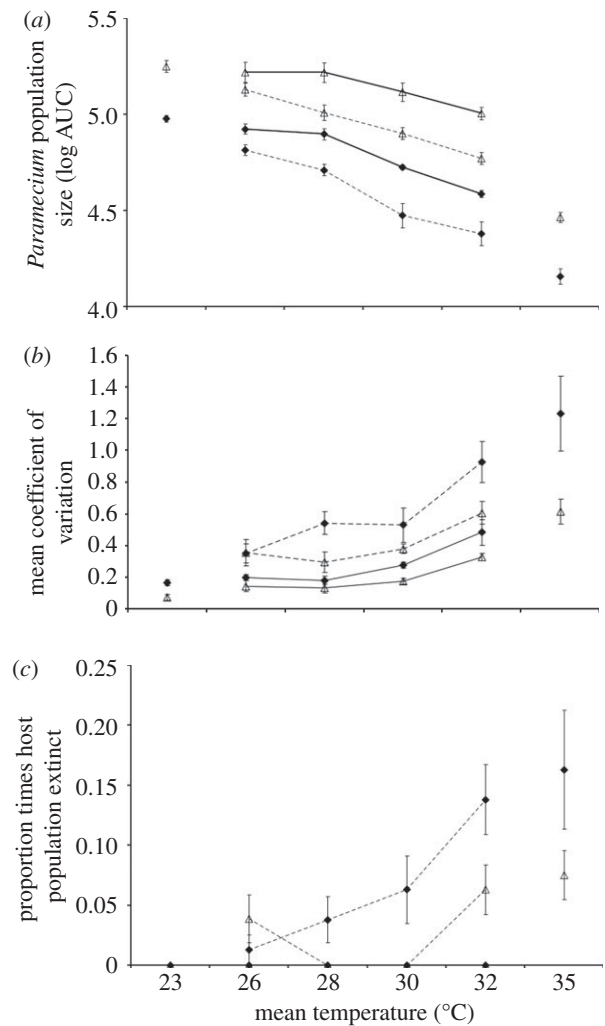 (a)
5.5
5.0
4.5
4.0
Paramecium population
size (log AUC)
(b)
1.6
1.4
1.2
1.0
0.8
0.6
0.4
0.2
0
mean coefficient of
variation
(c)
0.25
0.20
0.15
0.10
0.05
0
proportion times host
population extinct
23 26 28 30 32 35
mean temperature (°C)